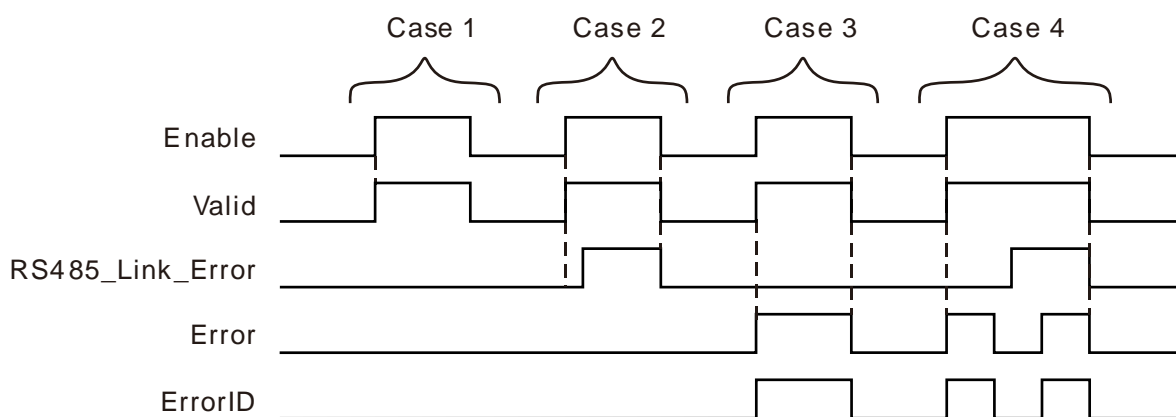 Case 1 Case 2 Case 3 Case 4
Enable
Valid
RS485_Link_Error
Error
ErrorID